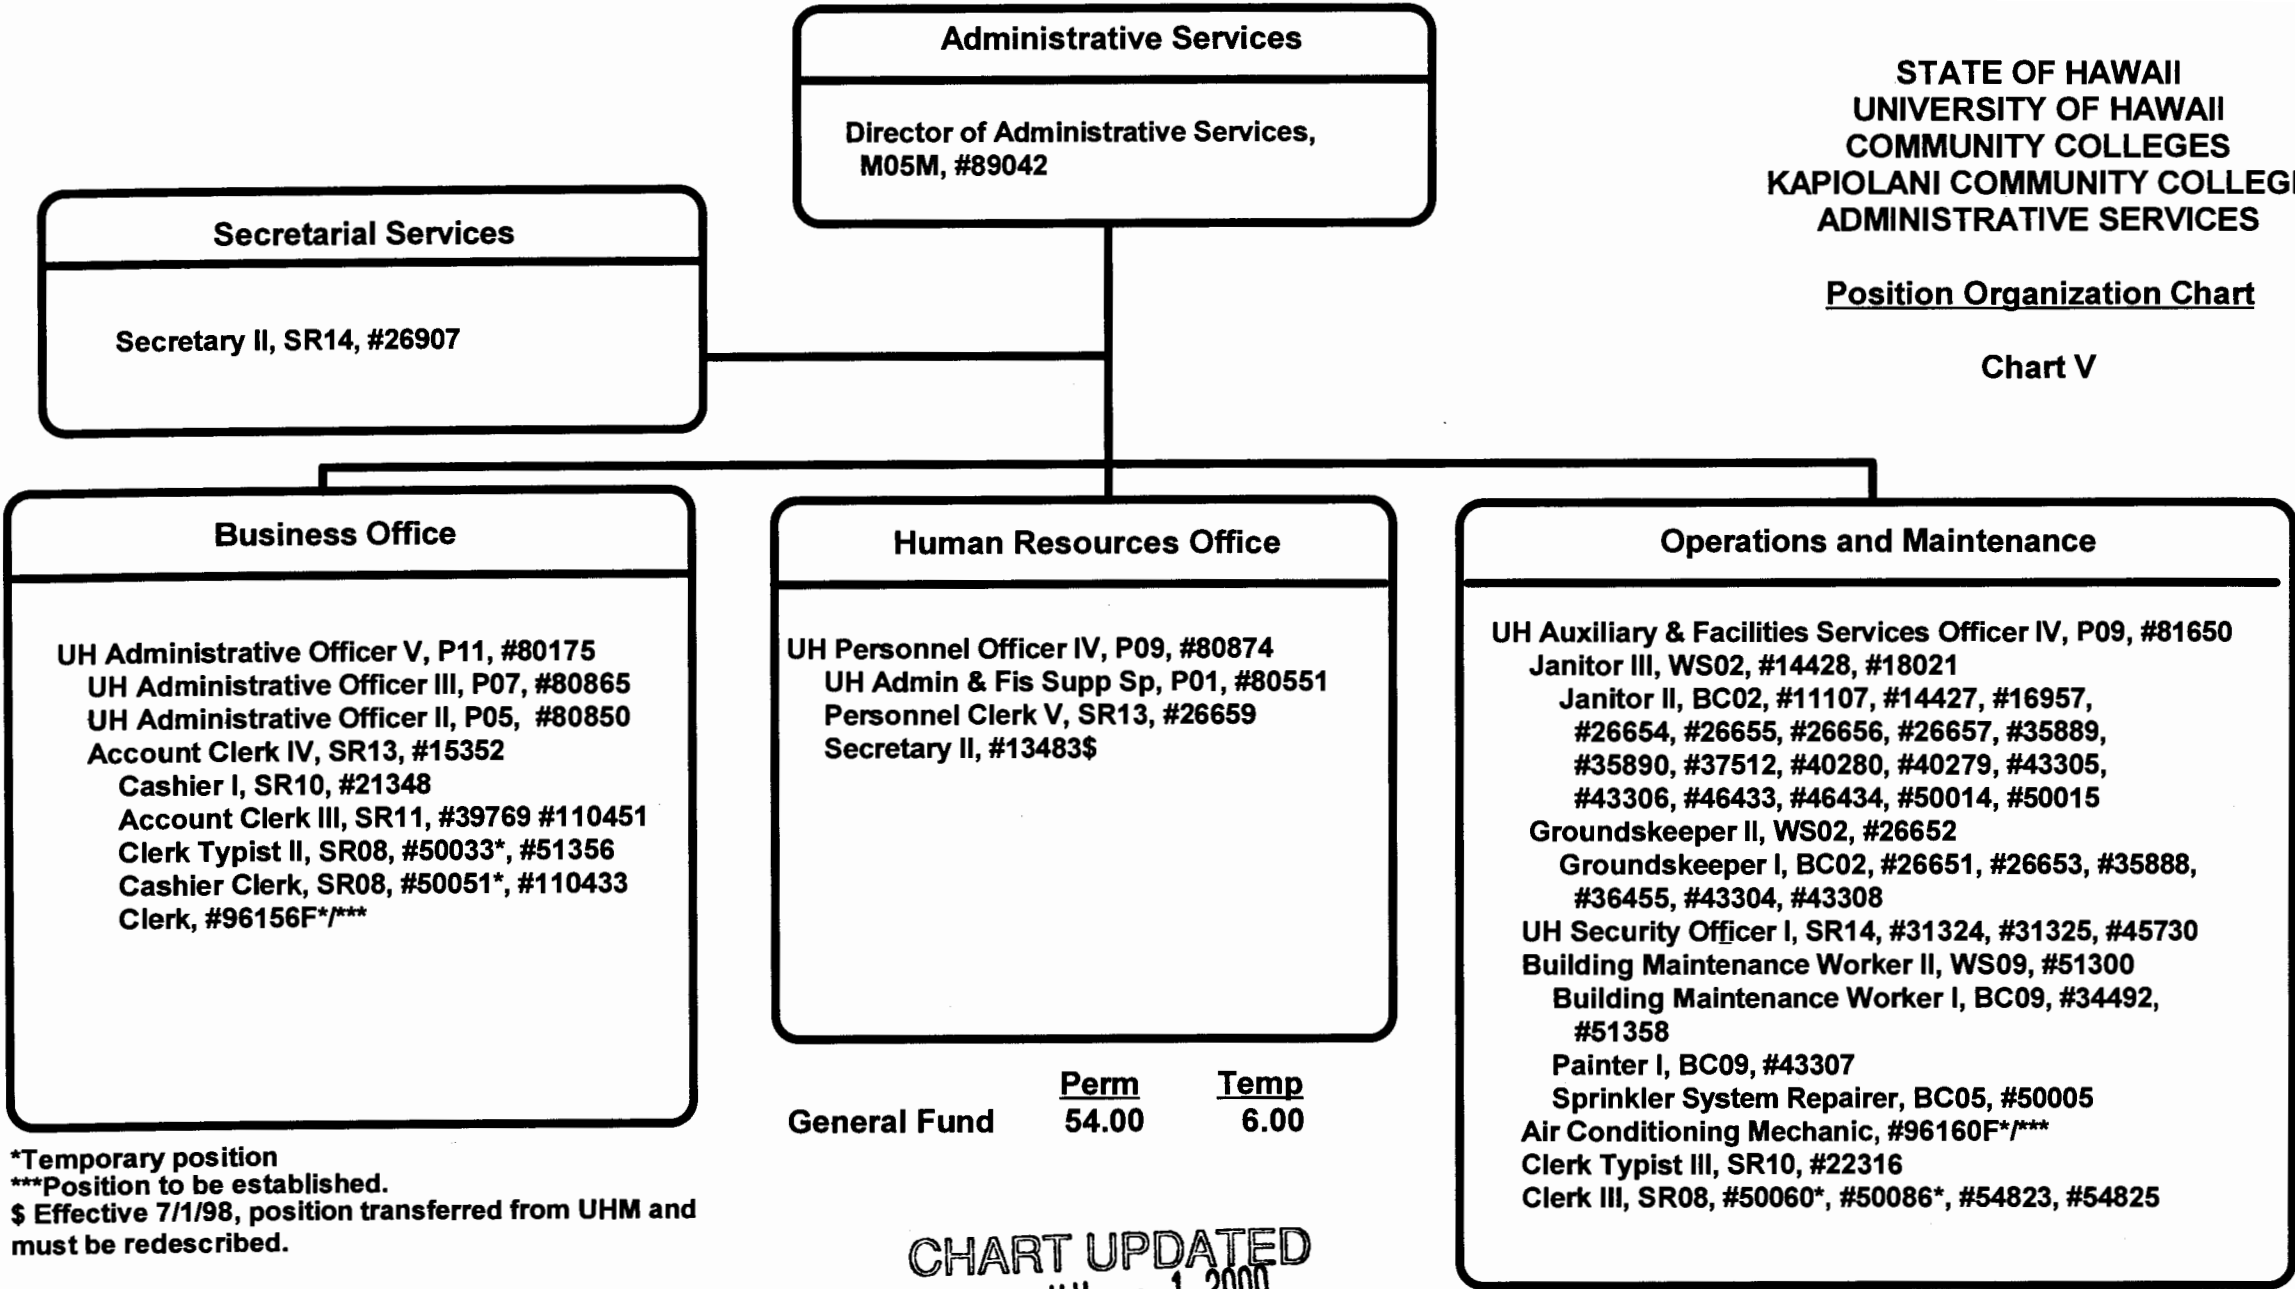 Administrative Services
Director of Administrative Services,
M05M, #89042
STATE OF HAWAII
UNIVERSITY OF HAWAII
COMMUNITY COLLEGES
KAPIOLANI COMMUNITY COLLEGE
ADMINISTRATIVE SERVICES
Position Organization Chart
Chart V
Secretarial Services
Secretary II, SR14, #26907
Business Office
UH Administrative Officer V, P11, #80175
UH Administrative Officer III, P07, #80865
UH Administrative Officer II, P05, #80850
Account Clerk IV, SR13, #15352
Cashier I, SR10, #21348
Account Clerk III, SR11, #39769 #110451
Clerk Typist II, SR08, #50033*, #51356
Cashier Clerk, SR08, #50051*, #110433
Clerk, #96156F*/***
Human Resources Office
UH Personnel Officer IV, P09, #80874
UH Admin & Fis Supp Sp, P01, #80551
Personnel Clerk V, SR13, #26659
Secretary II, #13483$
Operations and Maintenance
UH Auxiliary & Facilities Services Officer IV, P09, #81650
Janitor III, WS02, #14428, #18021
Janitor II, BC02, #11107, #14427, #16957,
#26654, #26655, #26656, #26657, #35889,
#35890, #37512, #40280, #40279, #43305,
#43306, #46433, #46434, #50014, #50015
Groundskeeper II, WS02, #26652
Groundskeeper I, BC02, #26651, #26653, #35888,
#36455, #43304, #43308
UH Security Officer I, SR14, #31324, #31325, #45730
Building Maintenance Worker II, WS09, #51300
Building Maintenance Worker I, BC09, #34492,
#51358
Painter I, BC09, #43307
Sprinkler System Repairer, BC05, #50005
Air Conditioning Mechanic, #96160F*/***
Clerk Typist III, SR10, #22316
Clerk III, SR08, #50060*, #50086*, #54823, #54825
Perm Temp
General Fund 54.00 6.00
*Temporary position
***Position to be established.
$ Effective 7/1/98, position transferred from UHM and
must be redescribed.
CHART UPDATED
1 2000